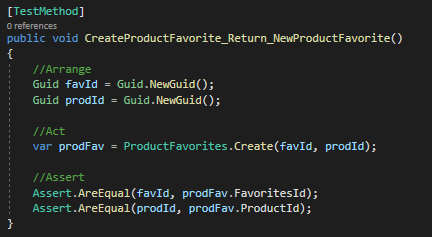 [TestMethod]
0 references
public void CreateProductFavorite_Return_NewProductFavorite()
{
    //Arrange
    Guid favId = Guid.NewGuid();
    Guid prodId = Guid.NewGuid();

    //Act
    var prodFav = ProductFavorites.Create(favId, prodId);

    //Assert
    Assert.AreEqual(favId, prodFav.FavoritesId);
    Assert.AreEqual(prodId, prodFav.ProductId);
}